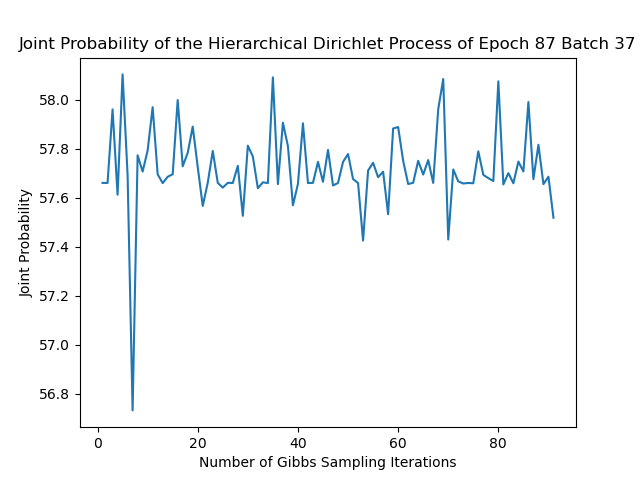 Joint Probability of the Hierarchical Dirichlet Process of Epoch 87 Batch 37
58.0
57.8
57.6
57.4
57.2
57.0
56.8
Joint Probability
0 20 40 60 80
Number of Gibbs Sampling Iterations